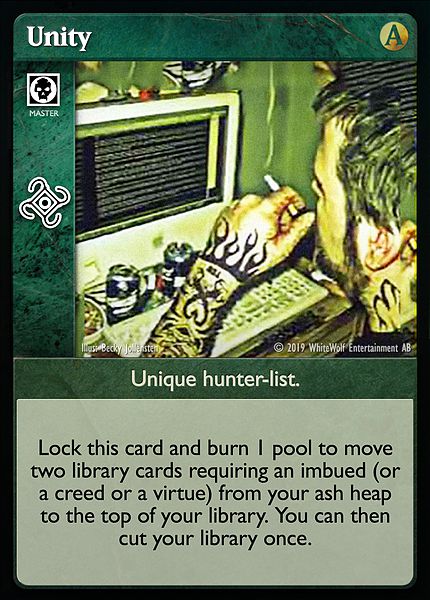 Unity
A
MASTER
Illus: Becky Jollensten
© 2019 WhiteWolf Entertainment AB
Unique hunter-list.
Lock this card and burn 1 pool to move
two library cards requiring an imbued (or
a creed or a virtue) from your ash heap
to the top of your library. You can then
cut your library once.